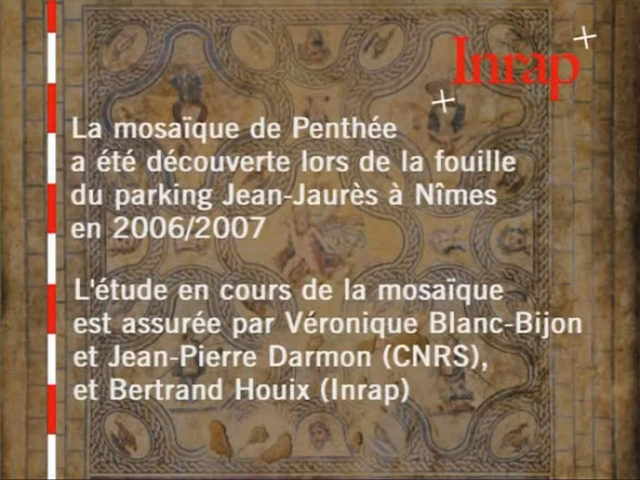 Inrap
La mosaïque de Penthée
a été découverte lors de la fouille
du parking Jean-Jaurès à Nîmes
en 2006/2007
L'étude en cours de la mosaïque
est assurée par Véronique Blanc-Bijon
et Jean-Pierre Darmon (CNRS),
et Bertrand Houix (Inrap)